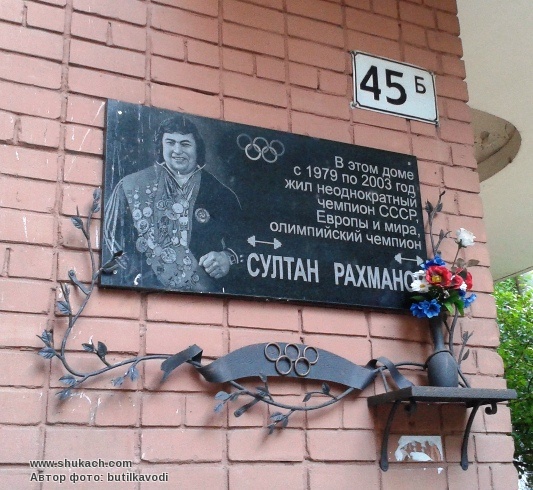 45 Б
В этом доме
с 1979 по 2003 год
жил неоднократный
чемпион СССР,
Европы и мира,
олимпийский чемпион
СУЛТАН РАХМАНО
www.shukach.com
Автор фото: butilkavodi